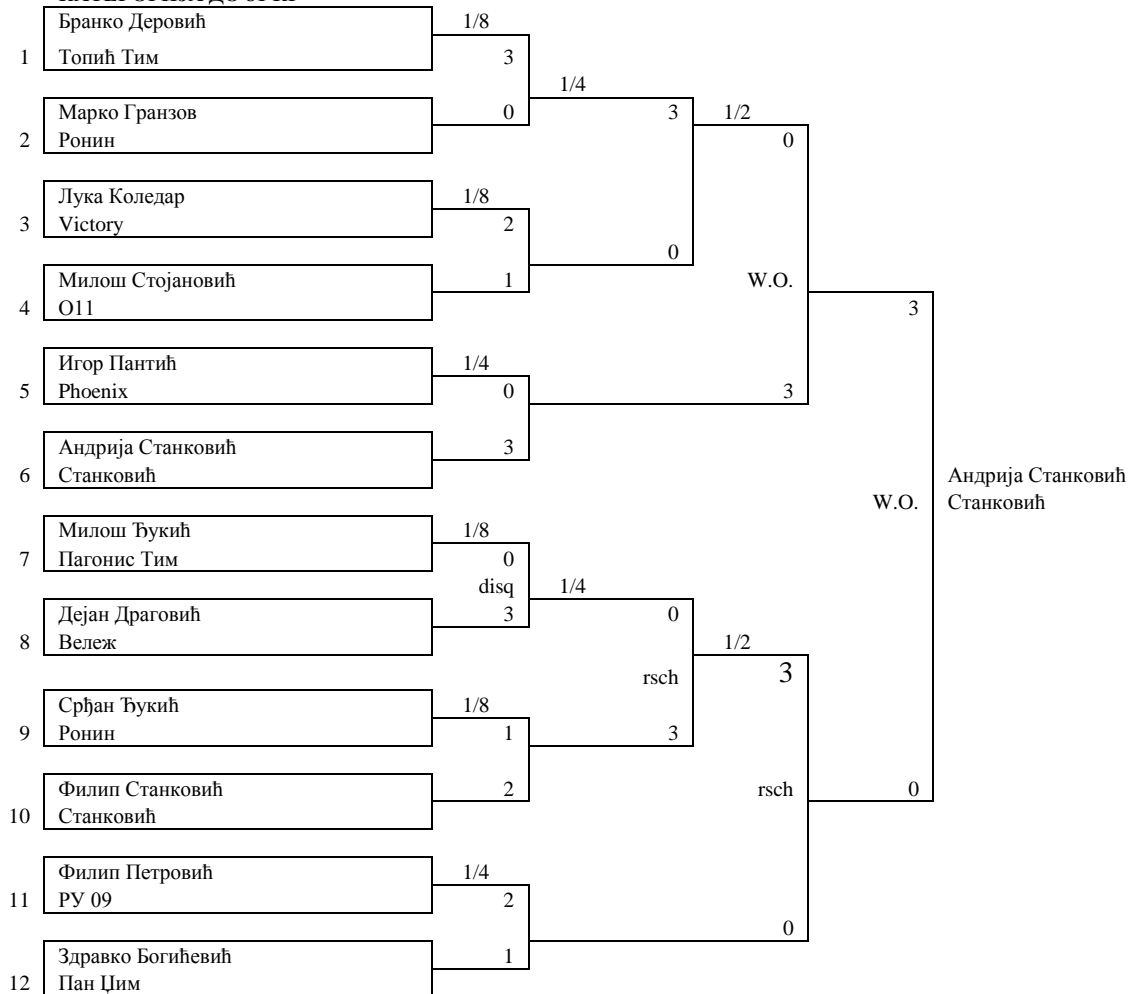 Бранко Деровић
1/8
1
Топић Тим
3
1/4
Марко Гранзов
0
3
1/2
2
Ронин
0
Лука Коледар
1/8
3
Victory
2
0
Милош Стојановић
1
W.O.
4
О11
3
Игор Пантић
1/4
5
Phoenix
0
3
Андрија Станковић
3
6
Станковић
Андрија Станковић
W.O.
Станковић
Милош Ђукић
1/8
7
Пагонис Тим
0
disq
1/4
Дејан Драговић
3
0
8
Вележ
1/2
rsch
3
Срђан Ђукић
1/8
9
Ронин
1
3
Филип Станковић
2
rsch
0
10
Станковић
Филип Петровић
1/4
11
РУ 09
2
0
Здравко Богићевић
1
12
Пан Џим